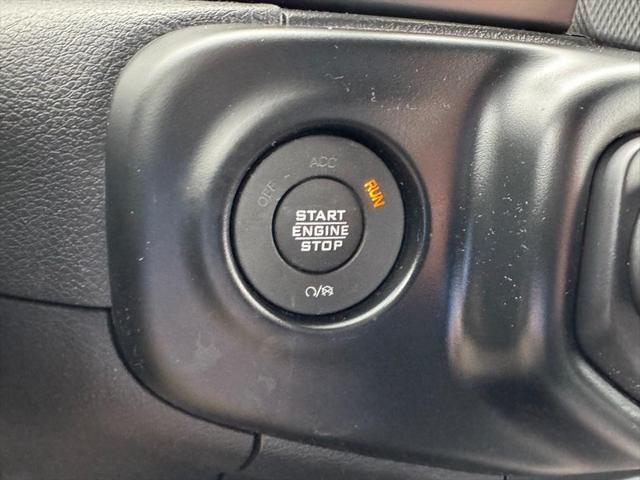 ACC
OFF
RUN
START
ENGINE
STOP